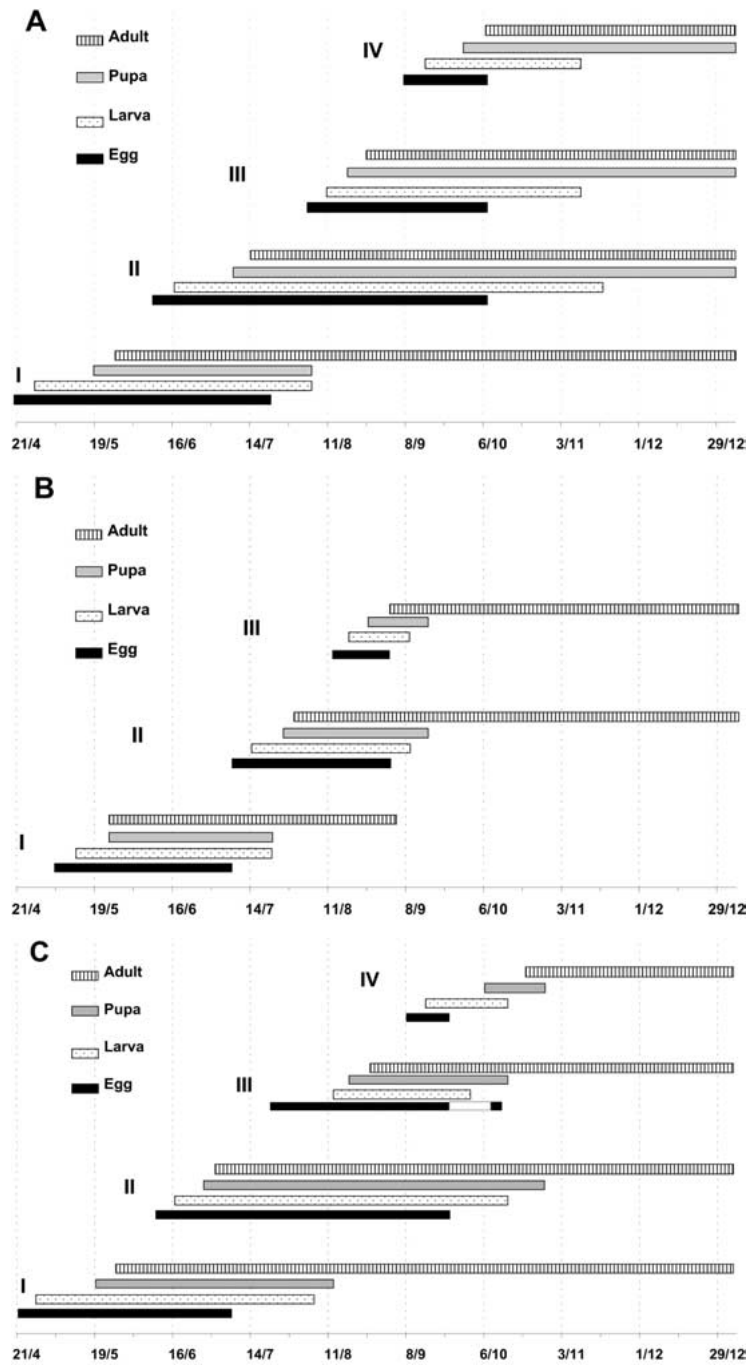 A
Adult
IV
Pupa
Larva
Egg
III
II
I
21/4 19/5 16/6 14/7 11/8 8/9 6/10 3/11 1/12 29/12
B
Adult
Pupa
Larva
III
Egg
II
I
21/4 19/5 16/6 14/7 11/8 8/9 6/10 3/11 1/12 29/12
C
Adult
IV
Pupa
Larva
Egg
III
II
I
21/4 19/5 16/6 14/7 11/8 8/9 6/10 3/11 1/12 29/12